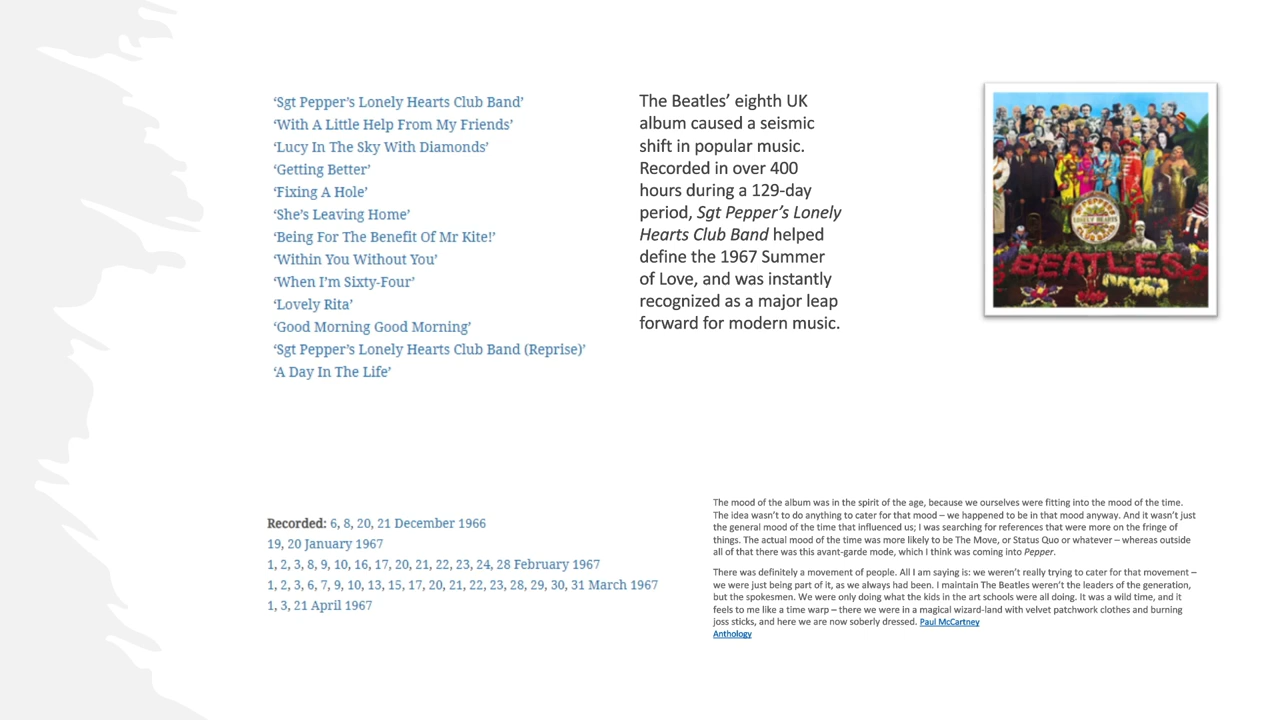 ‘Sgt Pepper’s Lonely Hearts Club Band’
‘With A Little Help From My Friends’
‘Lucy In The Sky With Diamonds’
‘Getting Better’
‘Fixing A Hole’
‘She’s Leaving Home’
‘Being For The Benefit Of Mr Kite!’
‘Within You Without You’
‘When I’m Sixty-Four’
‘Lovely Rita’
‘Good Morning Good Morning’
‘Sgt Pepper’s Lonely Hearts Club Band (Reprise)’
‘A Day In The Life’
The Beatles’ eighth UK
album caused a seismic
shift in popular music.
Recorded in over 400
hours during a 129-day
period, Sgt Pepper’s Lonely
Hearts Club Band helped
define the 1967 Summer
of Love, and was instantly
recognized as a major leap
forward for modern music.
SGT. PEPPER'S
LONELY HEARTS
CLUB BAND
BEATLES
Recorded: 6, 8, 20, 21 December 1966
19, 20 January 1967
1, 2, 3, 8, 9, 10, 16, 17, 20, 21, 22, 23, 24, 28 February 1967
1, 2, 3, 6, 7, 9, 10, 13, 15, 17, 20, 21, 22, 23, 28, 29, 30, 31 March 1967
1, 3, 21 April 1967
The mood of the album was in the spirit of the age, because we ourselves were fitting into the mood of the time.
The idea wasn’t to do anything to cater for that mood – we happened to be in that mood anyway. And it wasn’t just
the general mood of the time that influenced us; I was searching for references that were more on the fringe of
things. The actual mood of the time was more likely to be The Move, or Status Quo or whatever – whereas outside
all of that there was this avant-garde mode, which I think was coming into Pepper.
There was definitely a movement of people. All I am saying is: we weren’t really trying to cater for that movement –
we were just being part of it, as we always had been. I maintain The Beatles weren’t the leaders of the generation,
but the spokesmen. We were only doing what the kids in the art schools were all doing. It was a wild time, and it
feels to me like a time warp – there we were in a magical wizard-land with velvet patchwork clothes and burning
joss sticks, and here we are now soberly dressed. Paul McCartney
Anthology